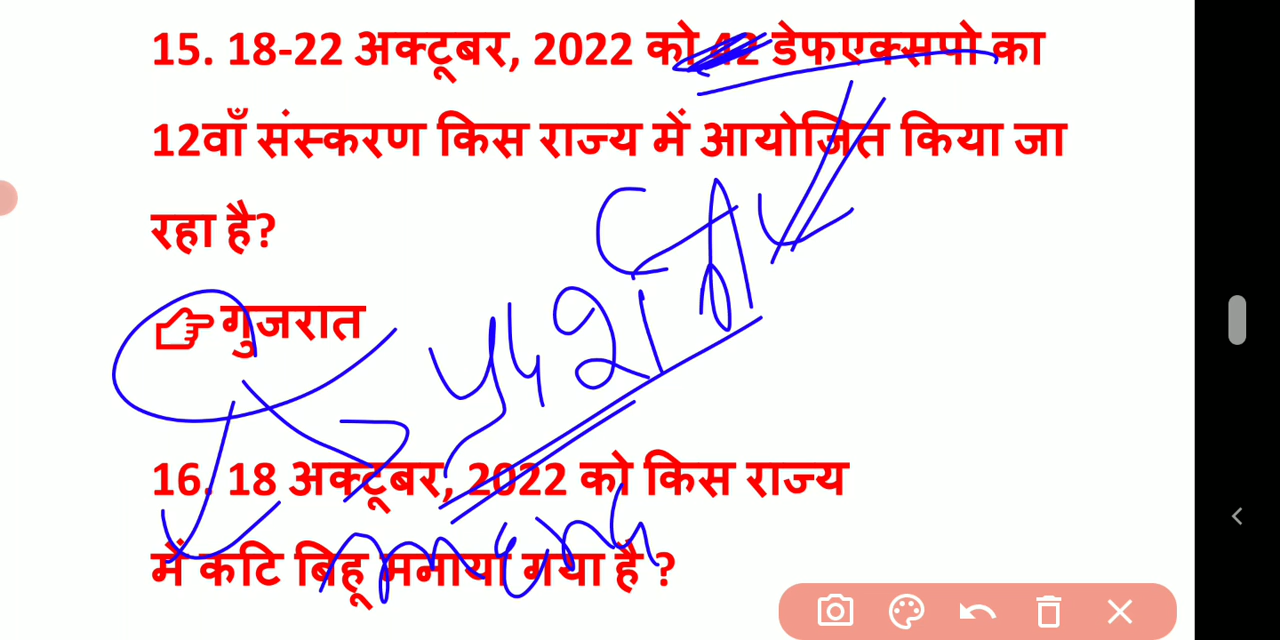 15. 18-22 अक्टूबर, 2022 को 42 डेफएक्सपो का
12वाँ संस्करण किस राज्य में आयोजित किया जा
रहा है?
गुजरात
16. 18 अक्टूबर, 2022 को किस राज्य
में कटि बिहू मनाया गया है ?